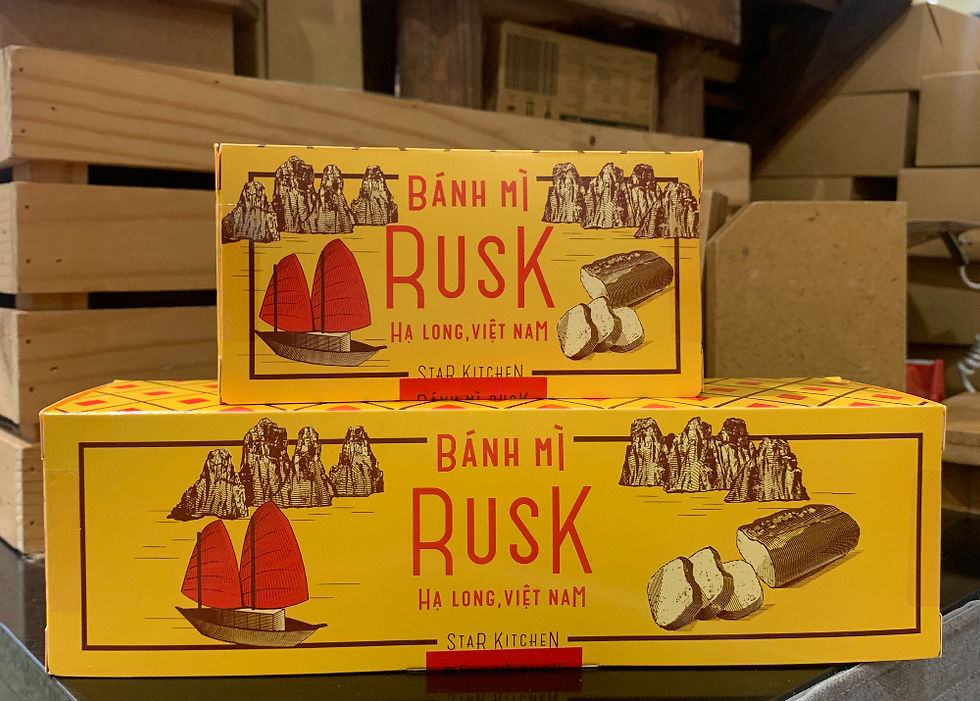 BÁNH MÌ
RUSK
HẠ LONG, VIỆT NAM
STAR KITCHEN
BÁNH MÌ RUSK
BÁNH MÌ
RUSK
HẠ LONG, VIỆT NAM
STAR KITCHEN